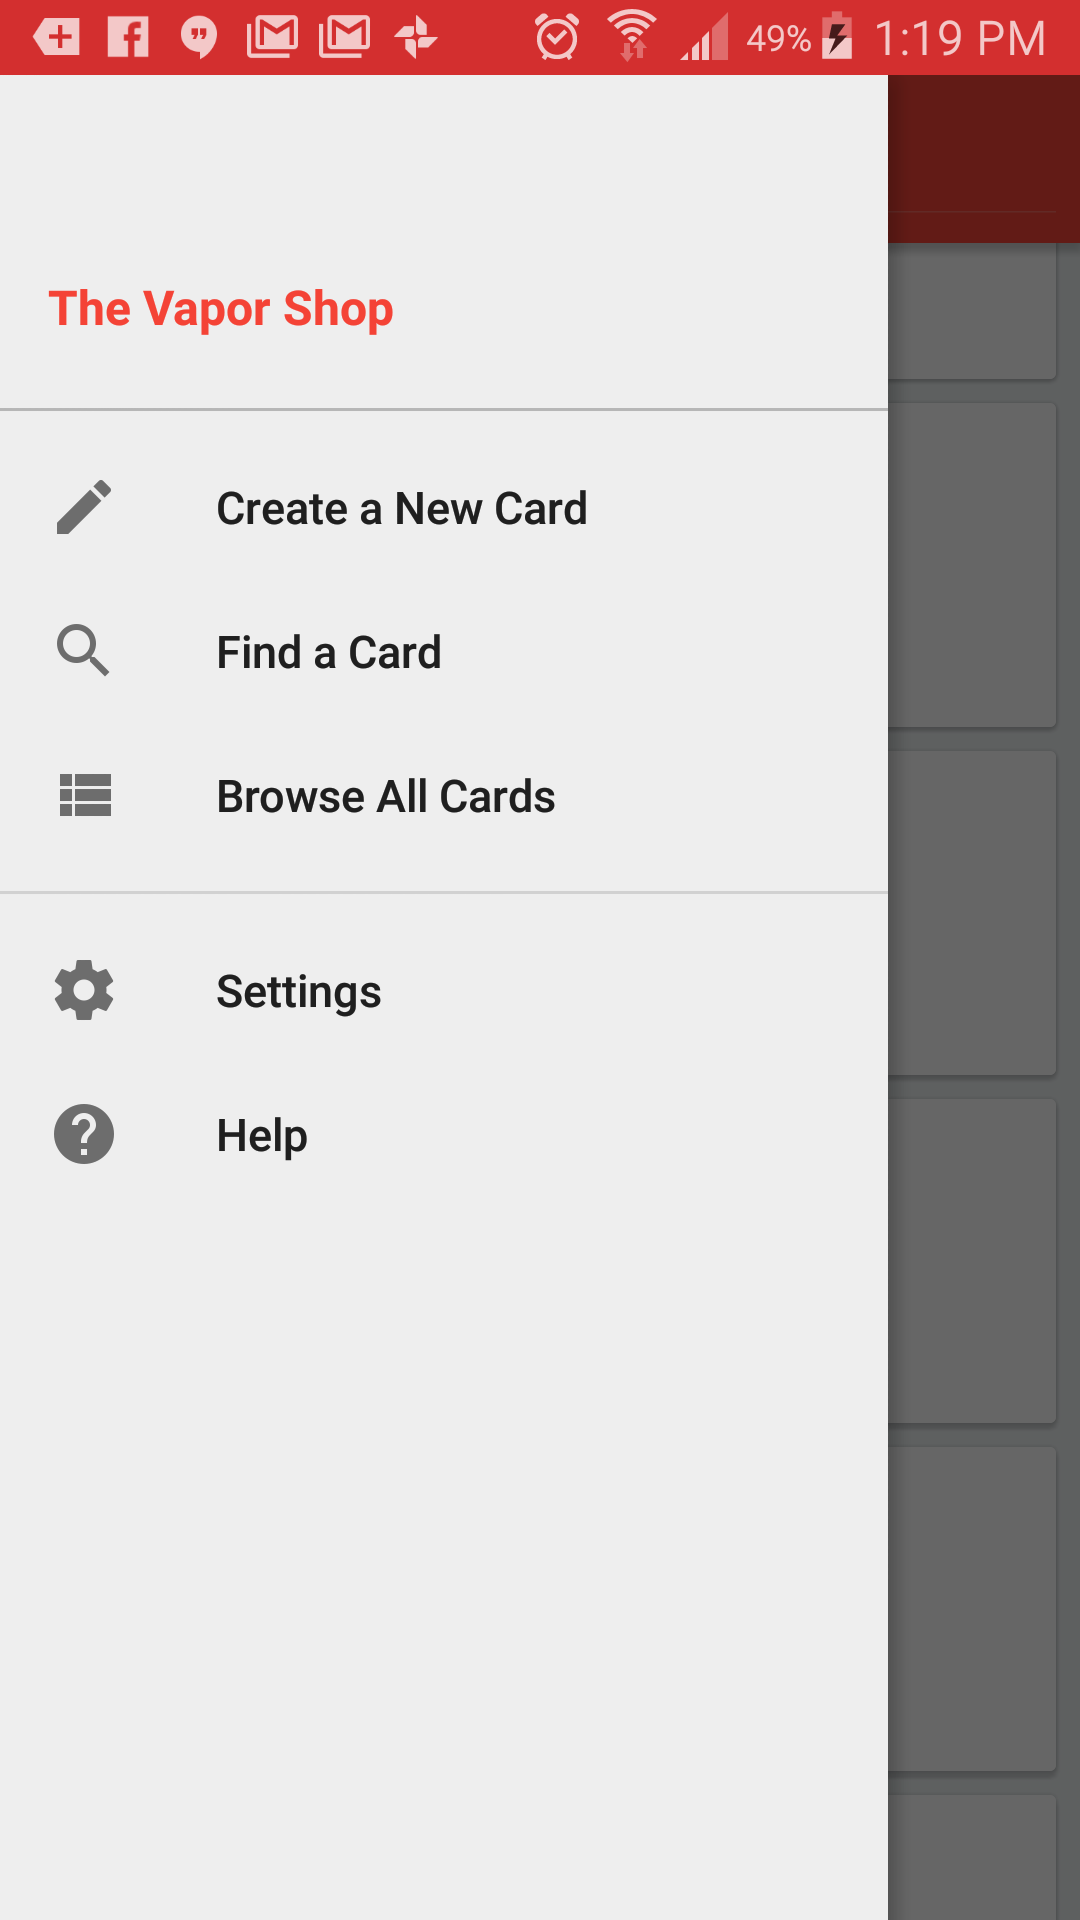 49% 1:19 PM
The Vapor Shop
Create a New Card
Find a Card
Browse All Cards
Settings
Help